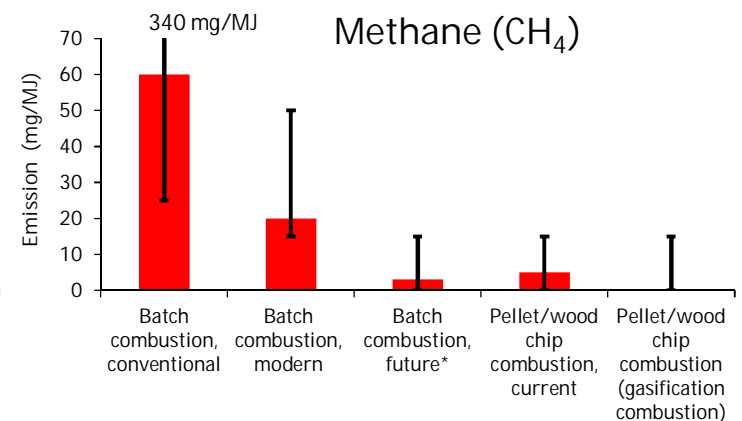 340 mg/MJ
Methane (CH₄)
Emission (mg/MJ)
70
60
50
40
30
20
10
0
Batch
combustion,
conventional
Batch
combustion,
modern
Batch
combustion,
future*
Pellet/wood
chip
combustion,
current
Pellet/wood
chip
combustion
(gasification
combustion)